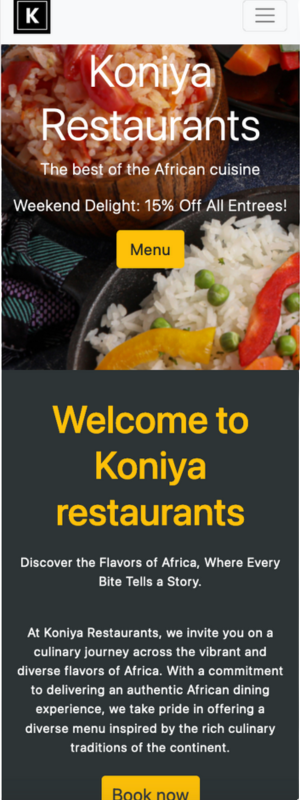 K
Koniya
Restaurants
The best of the African cuisine
Weekend Delight: 15% Off All Entrees!
Menu
Welcome to
Koniya
restaurants
Discover the Flavors of Africa, Where Every
Bite Tells a Story.
At Koniya Restaurants, we invite you on a
culinary journey across the vibrant and
diverse flavors of Africa. With a commitment
to delivering an authentic African dining
experience, we take pride in offering a
diverse menu inspired by the rich culinary
traditions of the continent.
Book now